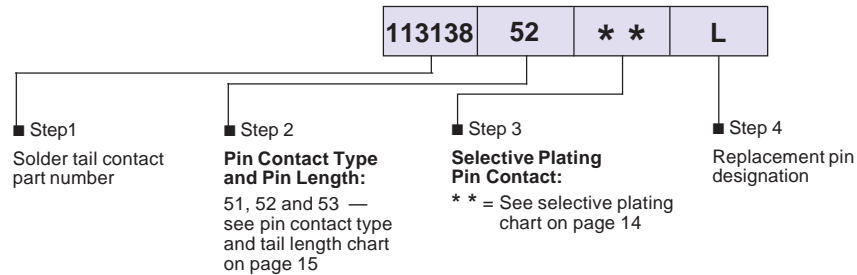 113138 52 * * L
■ Step1
Solder tail contact
part number
■ Step 2
Pin Contact Type
and Pin Length:
51, 52 and 53 —
see pin contact type
and tail length chart
on page 15
■ Step 3
Selective Plating
Pin Contact:
* * = See selective plating
chart on page 14
■ Step 4
Replacement pin
designation